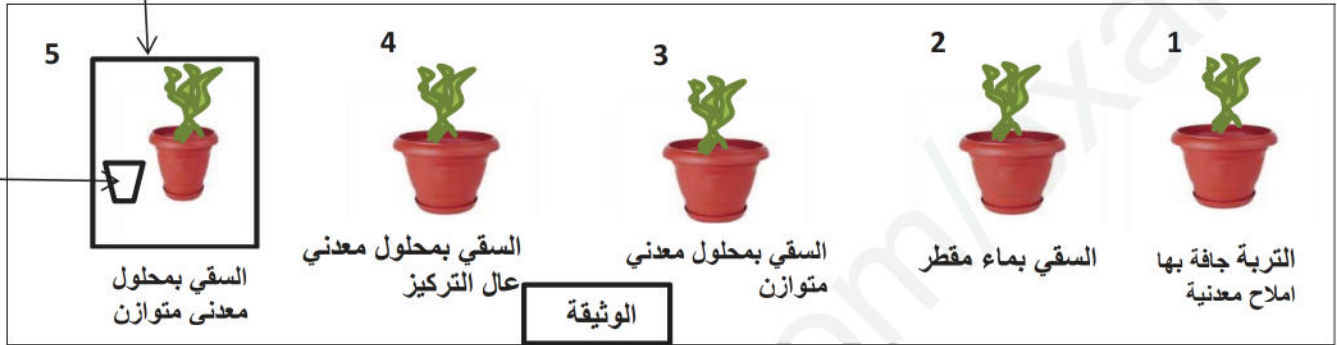 1
التربة جافة بها
املاح معدنية
2
السقي بماء مقطر
3
السقي بمحلول معدني
متوازن
4
السقي بمحلول معدني
عال التركيز
5
السقي بمحلول
معدنى متوازن
الوثيقة